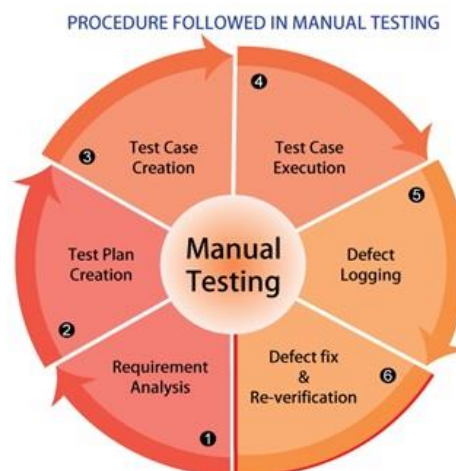 PROCEDURE FOLLOWED IN MANUAL TESTING
Manual
Testing
1
Requirement
Analysis
2
Test Plan
Creation
3
Test Case
Creation
4
Test Case
Execution
5
Defect
Logging
6
Defect fix
&
Re-verification